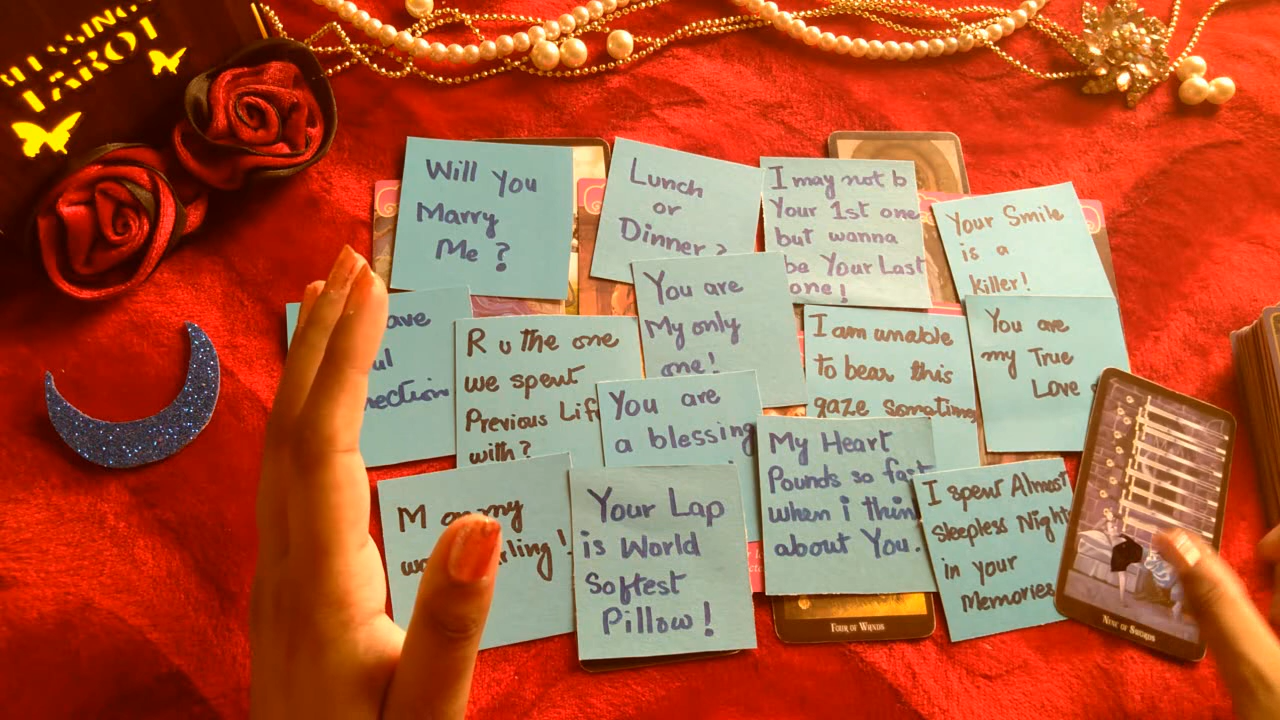 TAROT
Will You
Marry
Me ?
Lunch
or
Dinner ?
I may not b
Your 1st one
but wanna
be Your Last
one !
Your Smile
is a
killer!
R u the one
we spent
Previous Lif
with?
You are
My only
one!
I am unable
to bear this
gaze sometime
You are
my True
Love
You are
a blessing
Your Lap
is World
Softest
Pillow !
My Heart
Pounds so fast
when i thin
about You.
I spent Almost
Sleepless Night
in your
Memories
FOUR OF WANDS
NINE OF SWORDS